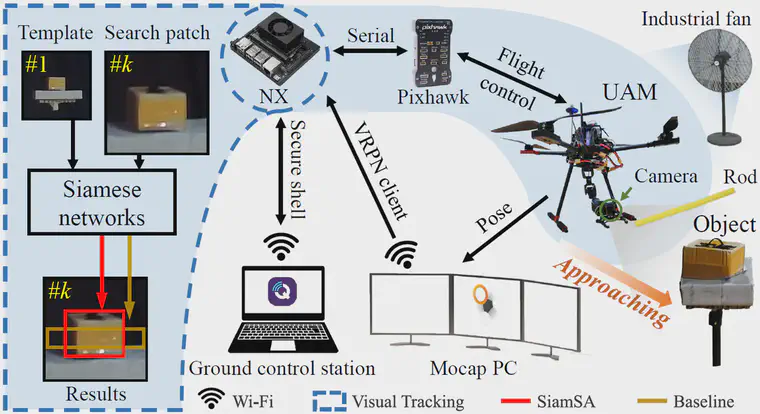 Template
Search patch
#1
#k
Siamese
networks
#k
Results
NX
Serial
Pixhawk
Flight
control
UAM
Industrial fan
Camera
Rod
Object
Secure shell
VRPN client
Pose
Approaching
Ground control station
Mocap PC
Wi-Fi
Visual Tracking
SiamSA
Baseline